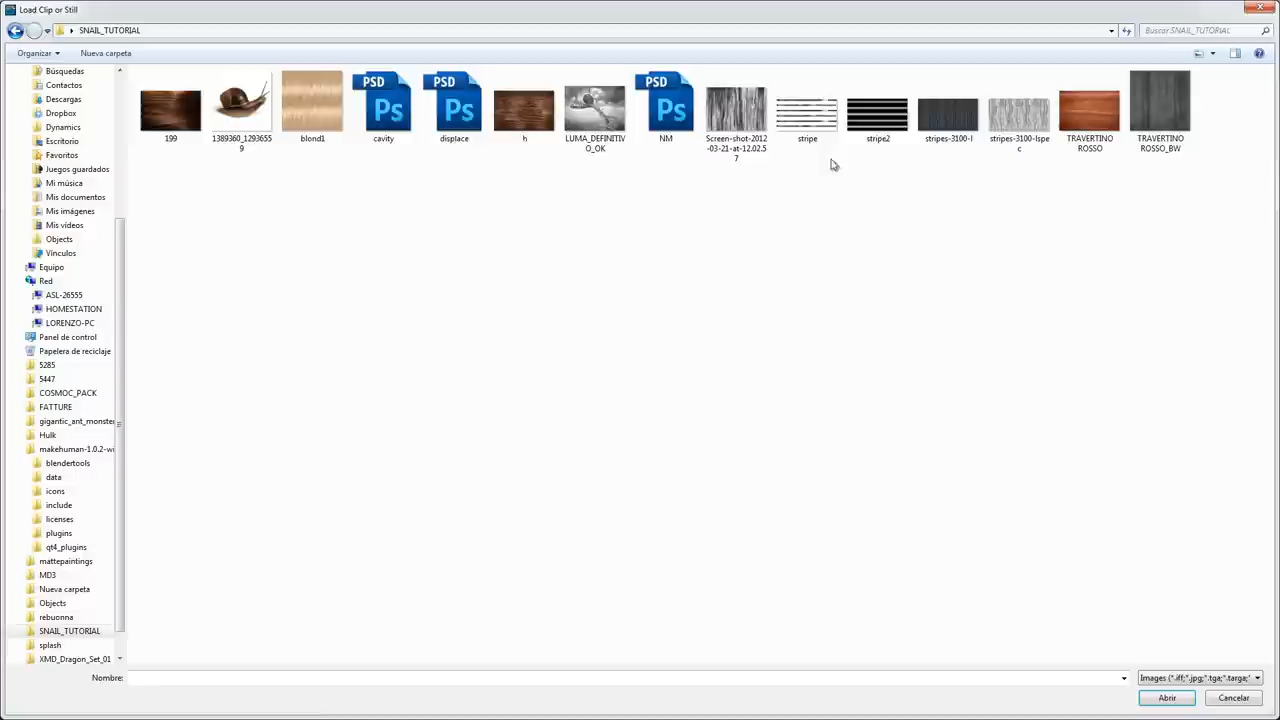 Load Clip or Still
SNAIL_TUTORIAL
Buscar SNAIL_TUTORIAL
Organizar
Nueva carpeta
Búsquedas
Contactos
Descargas
Dropbox
Dynamics
Escritorio
Favoritos
Juegos guardados
Mi música
Mis documentos
Mis imágenes
Mis vídeos
Objects
Vínculos
Equipo
Red
ASL-26555
HOMESTATION
LORENZO-PC
Panel de control
Papelera de reciclaje
5285
5447
COSMOC_PACK
FATTURE
gigantic_ant_monster
Hulk
makehuman-1.0.2-wi
blendertools
data
icons
include
licenses
plugins
qt4_plugins
mattepaintings
MD3
Nueva carpeta
Objects
rebuonna
SNAIL_TUTORIAL
splash
XMD_Dragon_Set_01
PSD
Ps
PSD
Ps
PSD
Ps
199
1389360_1293655
9
blond1
cavity
displace
h
LUMA_DEFINITIV
O_OK
NM
Screen-shot-2012
-03-21-at-12.02.5
7
stripe
stripe2
stripes-3100-l
stripes-3100-lspe
c
TRAVERTINO
ROSSO
TRAVERTINO
ROSSO_BW
Nombre:
Images (*.iff;*.jpg;*.tga;*.targa;*
Abrir
Cancelar